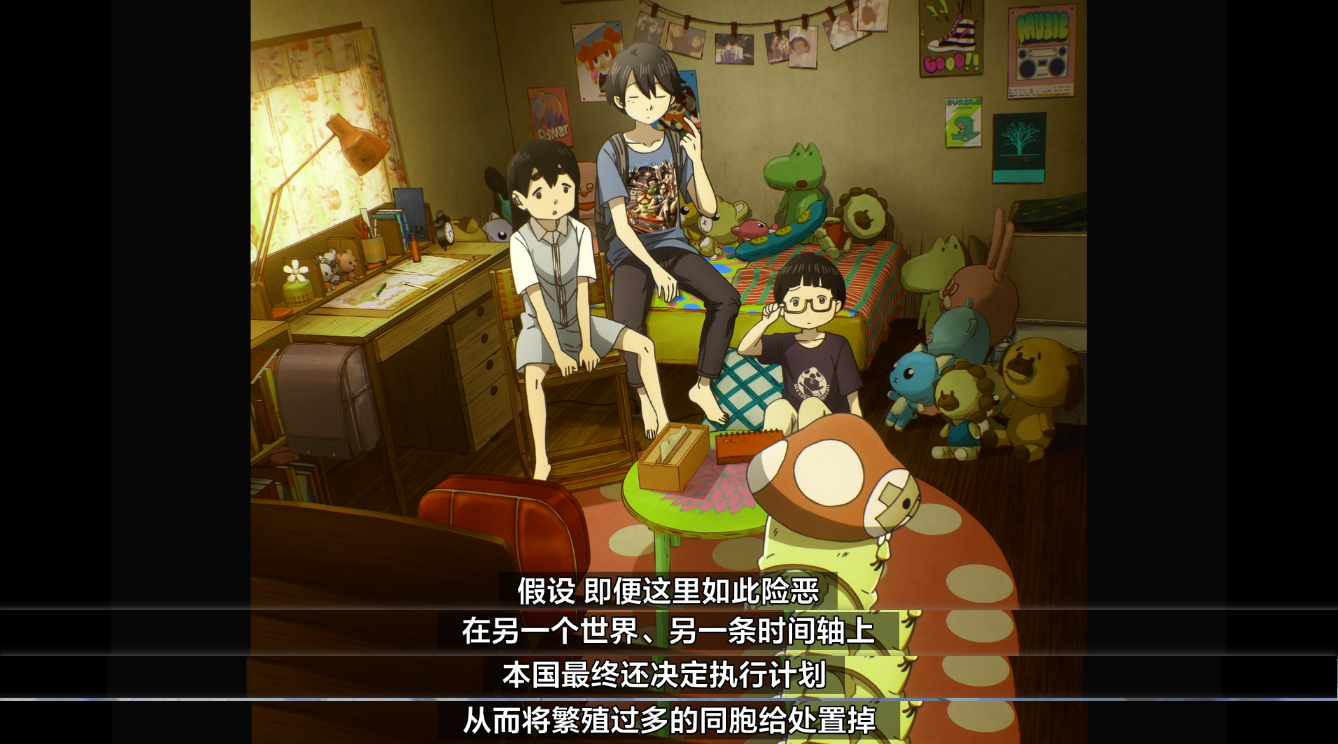 MUSIC
GOOD!!
假设 即便这里如此险恶
在另一个世界、另一条时间轴上
本国最终还决定执行计划
从而将繁殖过多的同胞给处置掉